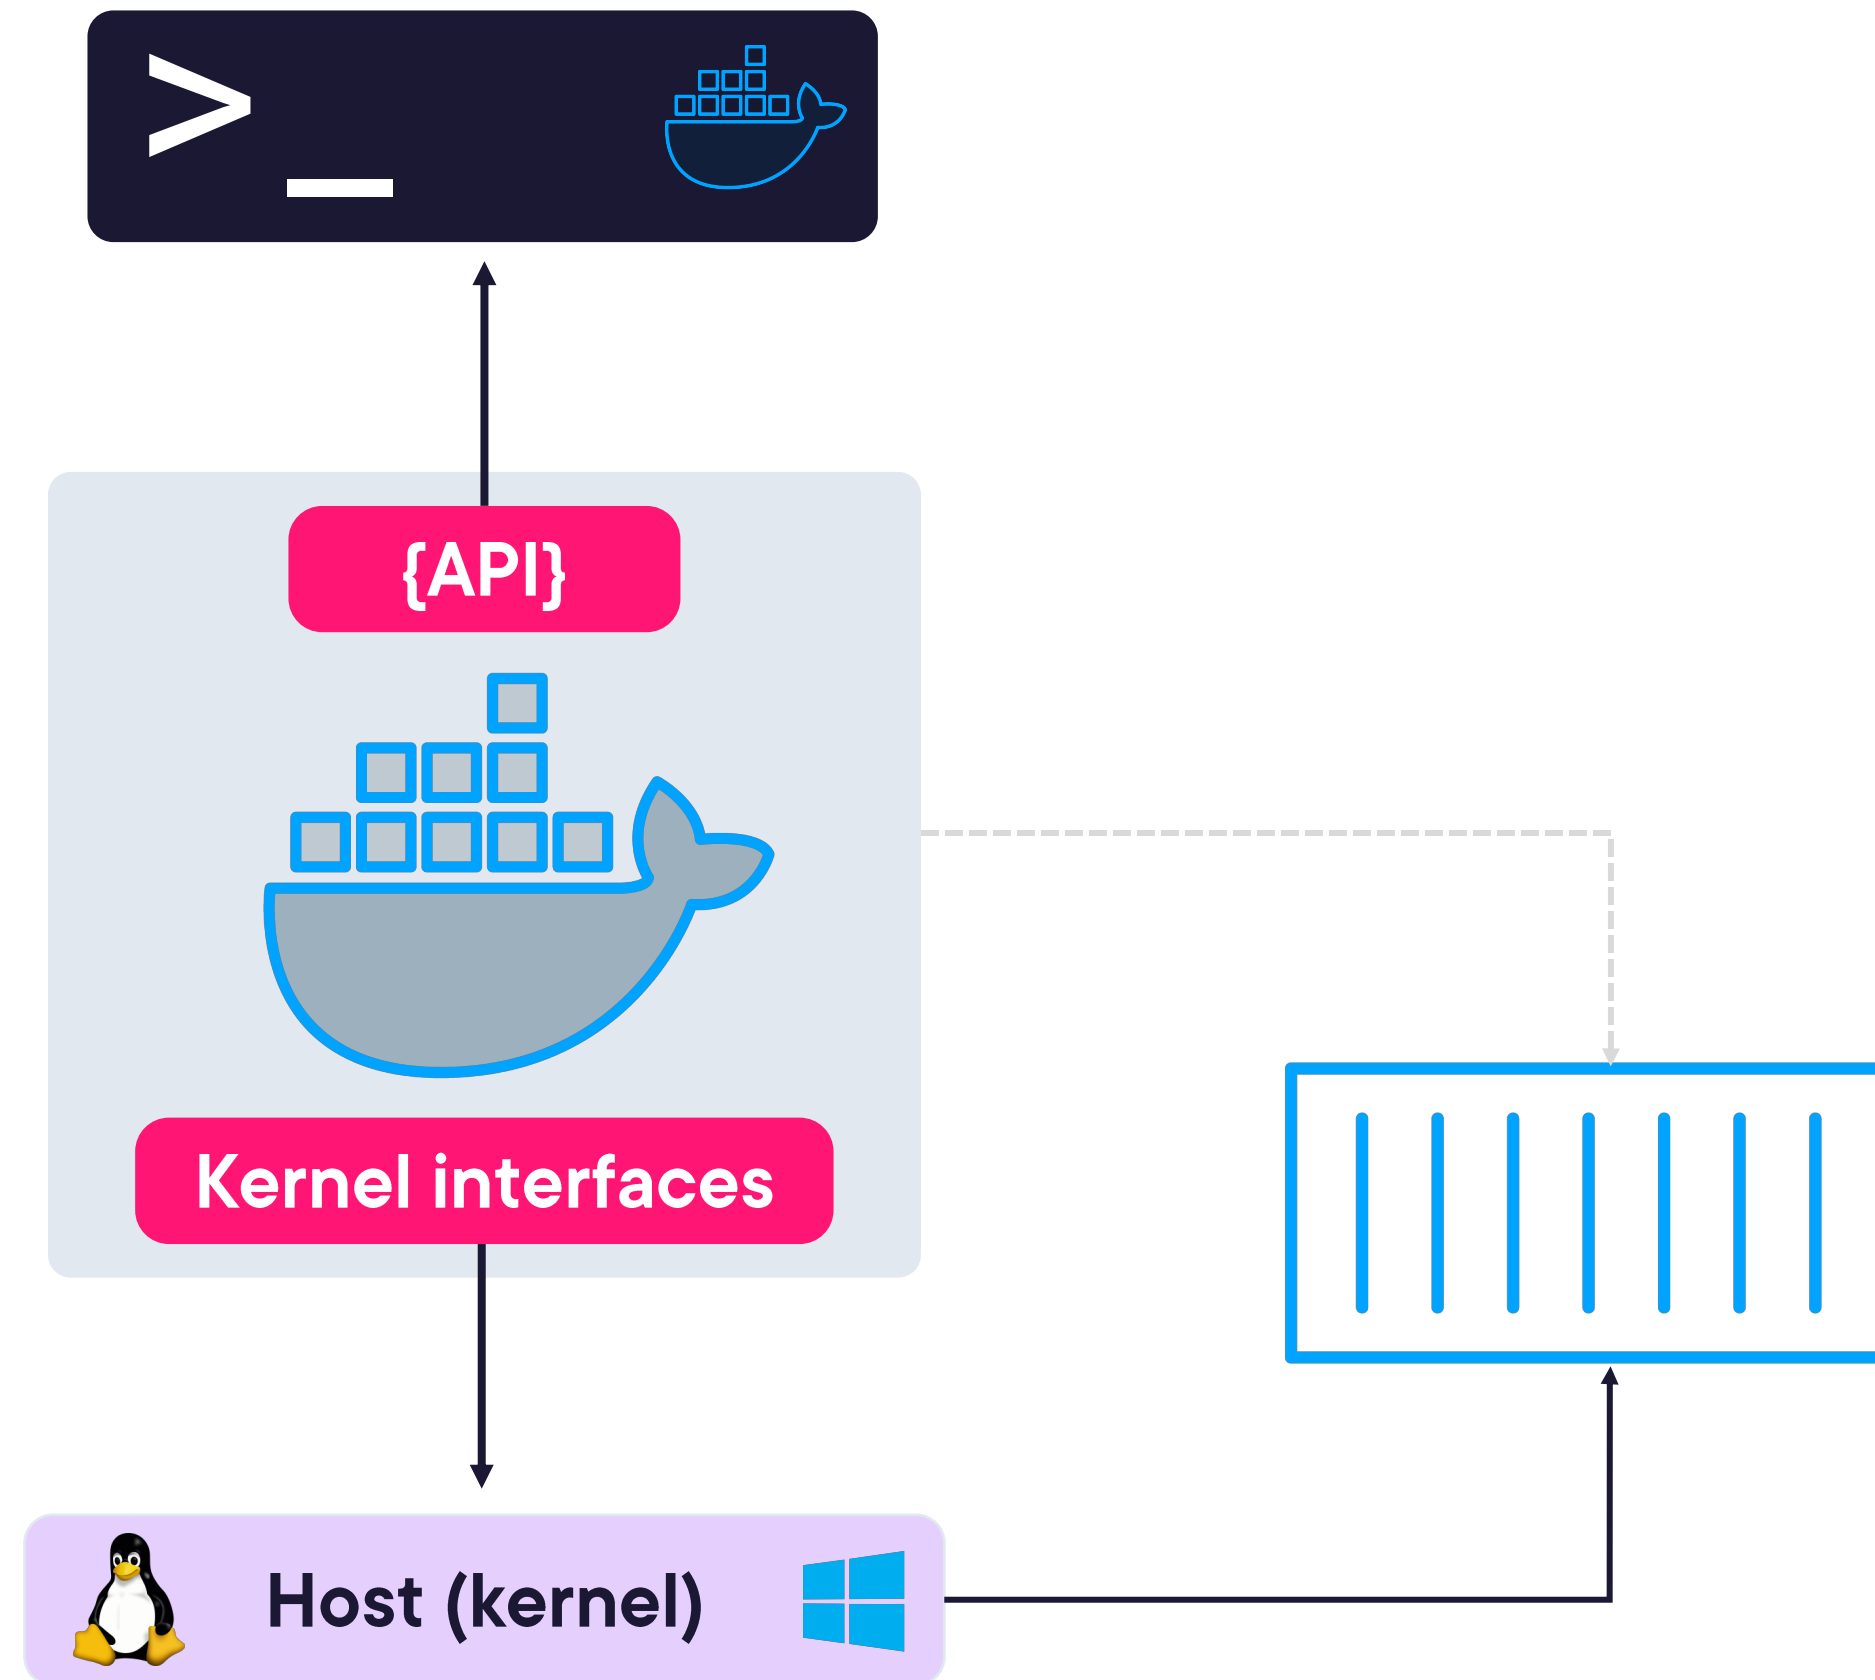 >_
{API}
Kernel interfaces
Host (kernel)